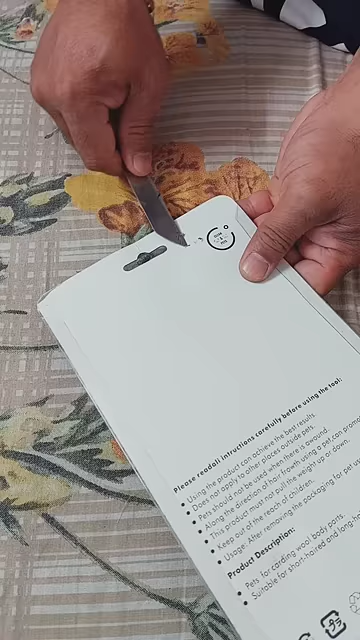 Please readall intructions carefully before using the tool:
• Using the product can achieve the best results
• Does not apply to other places outside pets.
• Pets should not be used when there is awound.
• Along the direction of hair frowth using a pet,can promo
• This product must not pull the weight up or down.
• Keep out of the reach of children.
• Usage: After removing the packaging for pet us
Product Description:
• Pets for carding wool body parts.
• Suitable for short-haired and long-h